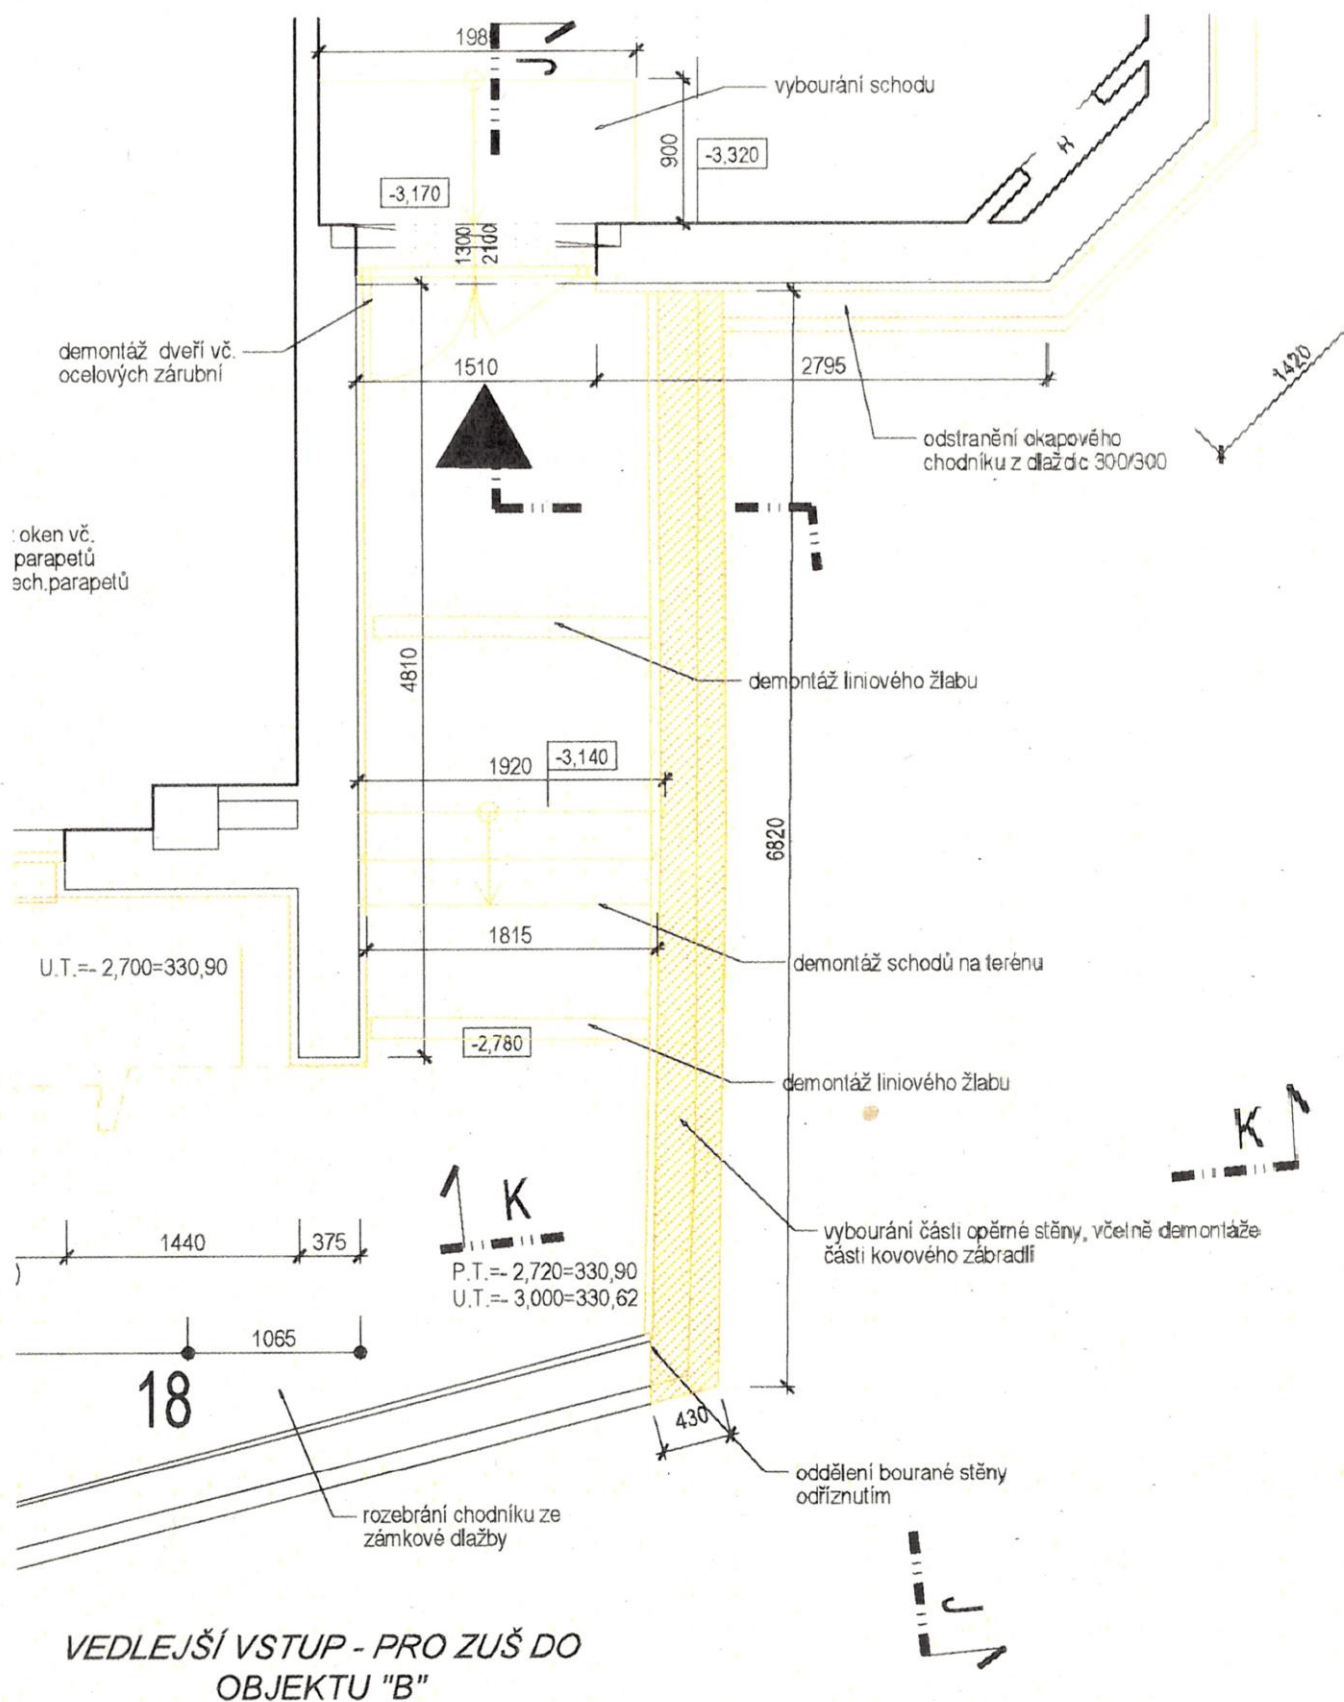 J
vybourání schodu
900
-3,320
-3,170
1300
2100
demontáž dveří vč.
ocelových zárubní
1510
2795
1420
odstranění okapového
chodníku z dlaždic 300/300
oken vč.
parapetů
ech.parapetů
4810
demontáž liniového žlabu
1920
-3,140
6820
1815
U.T.=- 2,700=330,90
demontáž schodů na terénu
-2,780
demontáž liniového žlabu
K
K
vybourání části opěrné stěny, včetně demontáže
části kovového zábradlí
1440
375
P.T.=- 2,720=330,90
U.T.=- 3,000=330,62
)
1065
18
430
oddělení bourané stěny
odříznutím
rozebrání chodníku ze
zámkové dlažby
J
VEDLEJŠÍ VSTUP - PRO ZUŠ DO
OBJEKTU "B"